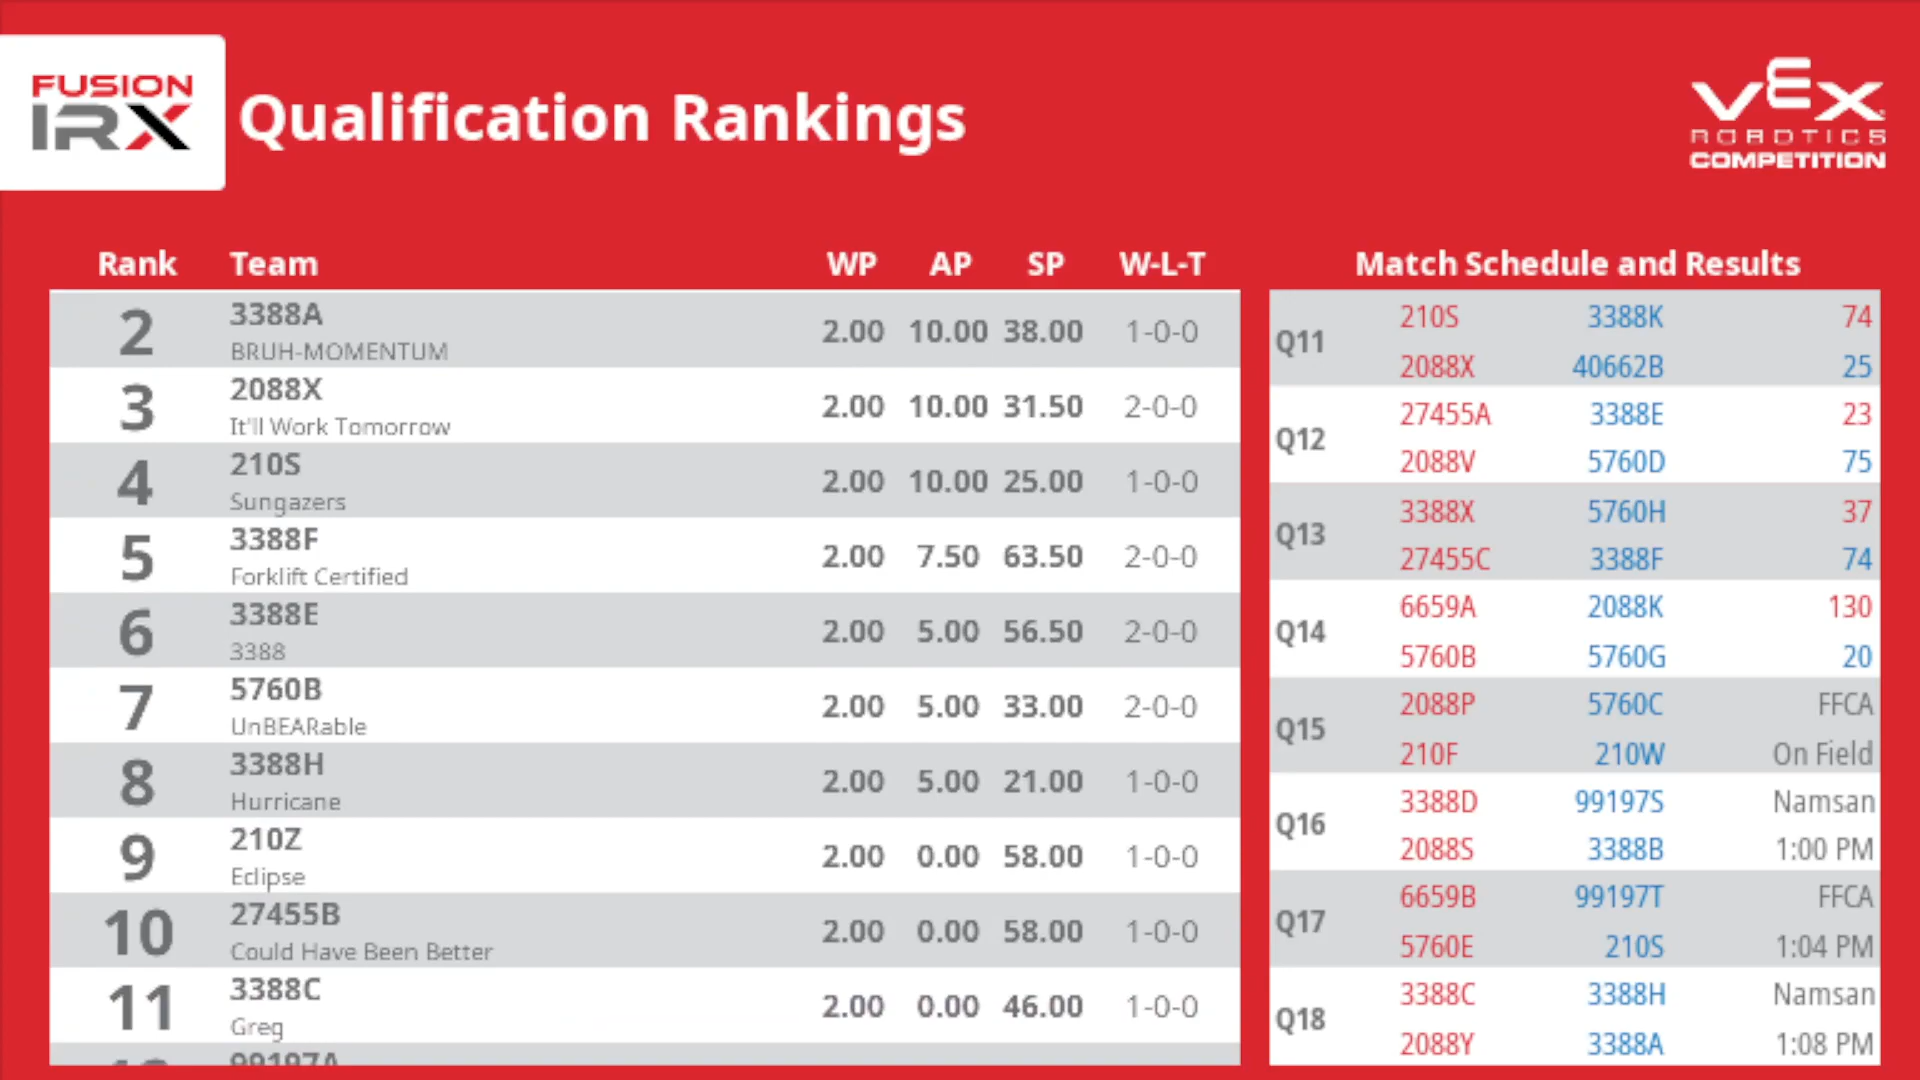 FUSION
IRX
Qualification Rankings
VEX
ROBOTICS
COMPETITION
Rank Team WP AP SP W-L-T
2 3388A 2.00 10.00 38.00 1-0-0
BRUH-MOMENTUM
3 2088X 2.00 10.00 31.50 2-0-0
It'll Work Tomorrow
4 210S 2.00 10.00 25.00 1-0-0
Sungazers
5 3388F 2.00 7.50 63.50 2-0-0
Forklift Certified
6 3388E 2.00 5.00 56.50 2-0-0
3388
7 5760B 2.00 5.00 33.00 2-0-0
UnBEARable
8 3388H 2.00 5.00 21.00 1-0-0
Hurricane
9 210Z 2.00 0.00 58.00 1-0-0
Eclipse
10 27455B 2.00 0.00 58.00 1-0-0
Could Have Been Better
11 3388C 2.00 0.00 46.00 1-0-0
Greg
99197A
Match Schedule and Results
Q11 210S 3388K 74
2088X 40662B 25
Q12 27455A 3388E 23
2088V 5760D 75
Q13 3388X 5760H 37
27455C 3388F 74
Q14 6659A 2088K 130
5760B 5760G 20
Q15 2088P 5760C FFCA
210F 210W On Field
Q16 3388D 99197S Namsan
2088S 3388B 1:00 PM
Q17 6659B 99197T FFCA
5760E 210S 1:04 PM
Q18 3388C 3388H Namsan
2088Y 3388A 1:08 PM